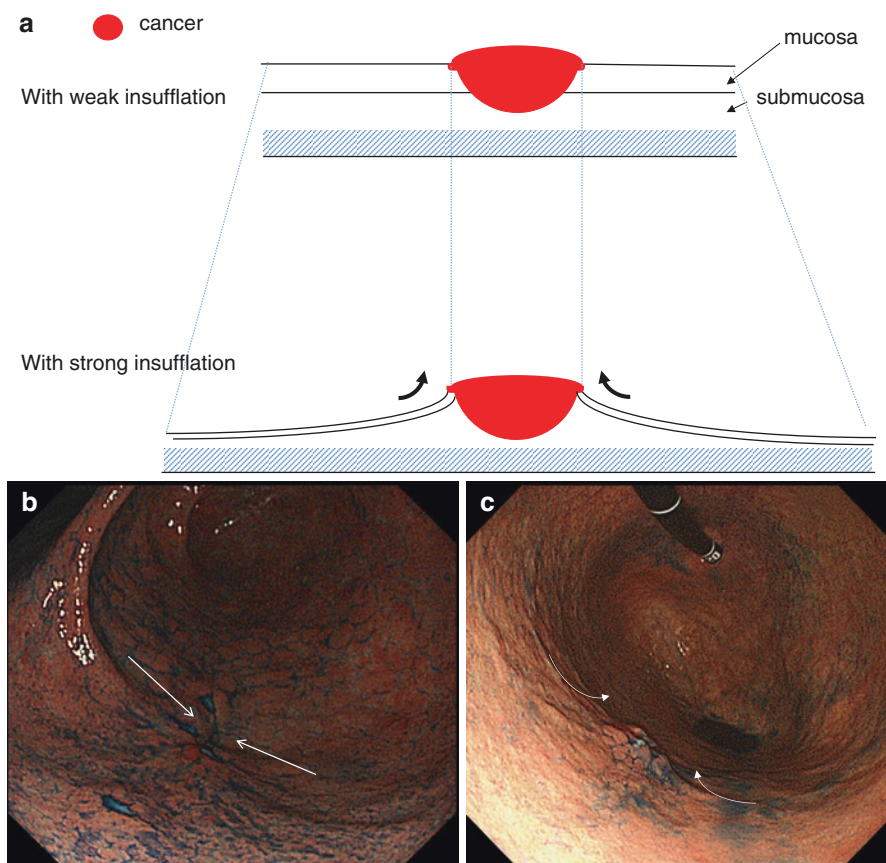 a
cancer
mucosa
With weak insufflation
submucosa
With strong insufflation
b
c